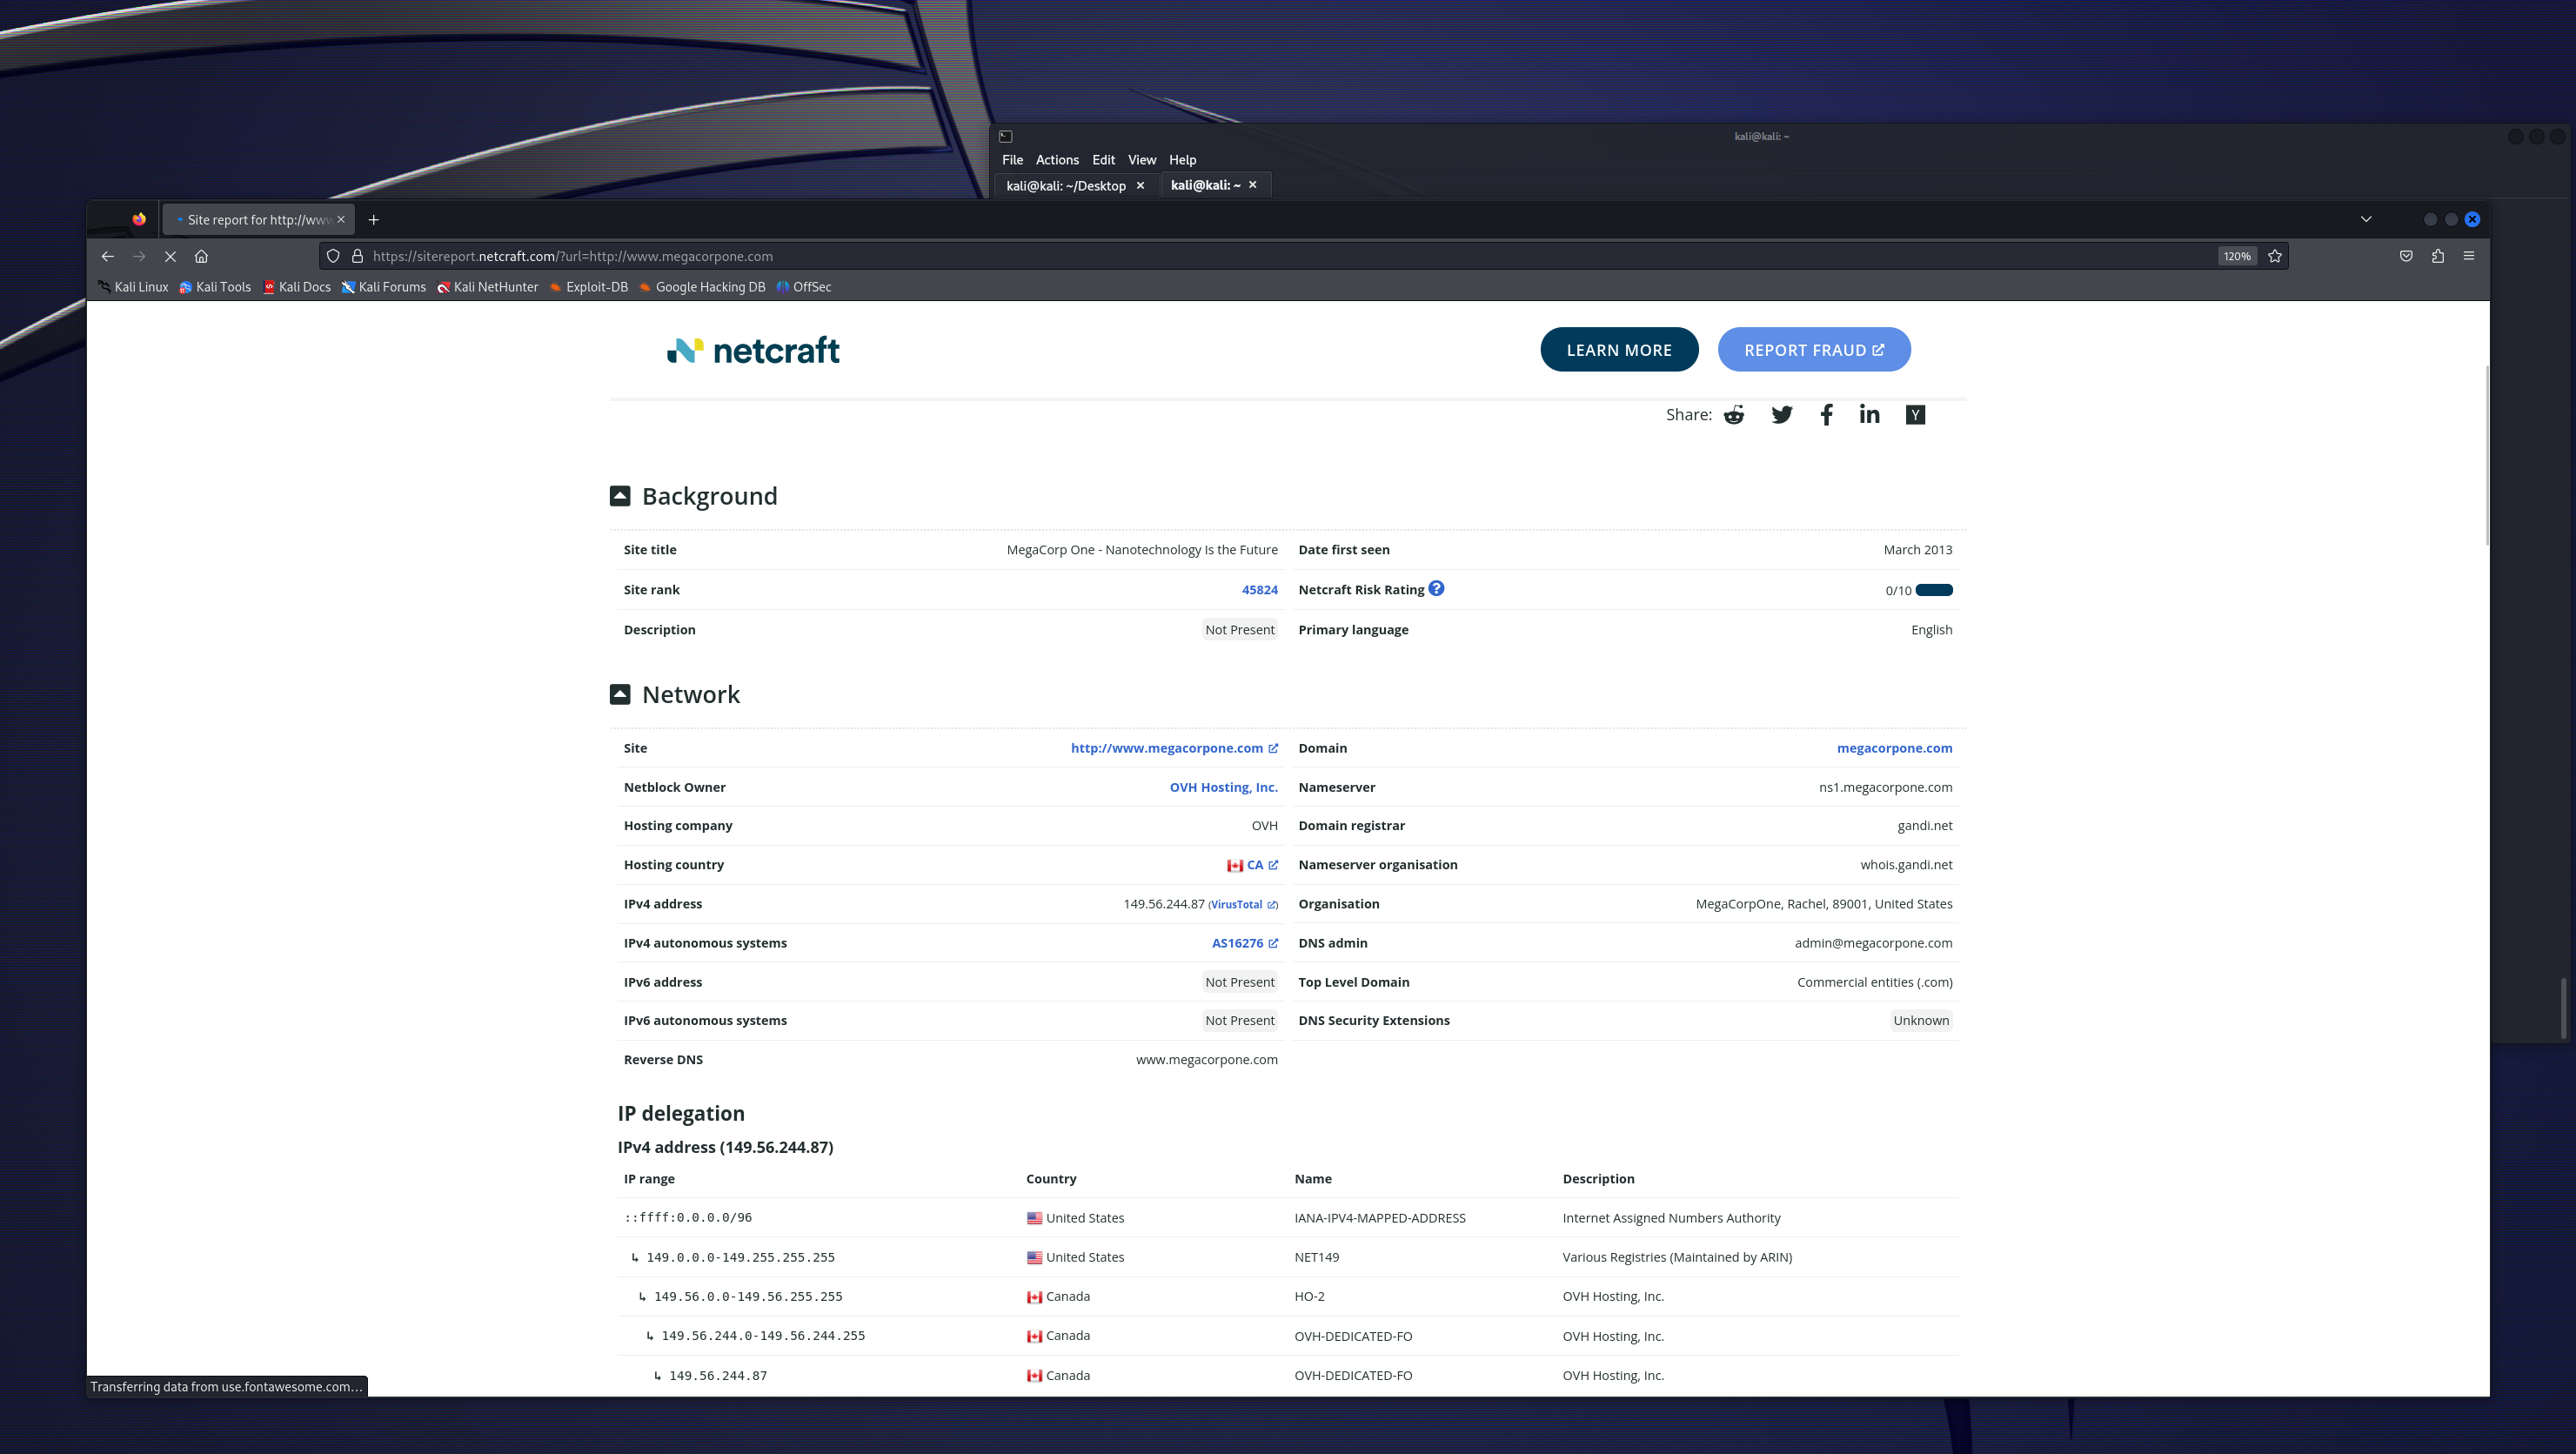 kali@kali: ~
File Actions Edit View Help
kali@kali: ~/Desktop kali@kali: ~
Site report for http://www
https://sitereport.netcraft.com/?url=http://www.megacorpone.com 120%
Kali Linux Kali Tools Kali Docs Kali Forums Kali NetHunter Exploit-DB Google Hacking DB OffSec
netcraft LEARN MORE REPORT FRAUD
Share: Y
Background
Site title MegaCorp One - Nanotechnology Is the Future Date first seen March 2013
Site rank 45824 Netcraft Risk Rating ? 0/10
Description Not Present Primary language English
Network
Site http://www.megacorpone.com Domain megacorpone.com
Netblock Owner OVH Hosting, Inc. Nameserver ns1.megacorpone.com
Hosting company OVH Domain registrar gandi.net
Hosting country CA Nameserver organisation whois.gandi.net
IPv4 address 149.56.244.87 (VirusTotal) Organisation MegaCorpOne, Rachel, 89001, United States
IPv4 autonomous systems AS16276 DNS admin admin@megacorpone.com
IPv6 address Not Present Top Level Domain Commercial entities (.com)
IPv6 autonomous systems Not Present DNS Security Extensions Unknown
Reverse DNS www.megacorpone.com
IP delegation
IPv4 address (149.56.244.87)
IP range Country Name Description
::ffff:0.0.0.0/96 United States IANA-IPV4-MAPPED-ADDRESS Internet Assigned Numbers Authority
↳ 149.0.0.0-149.255.255.255 United States NET149 Various Registries (Maintained by ARIN)
↳ 149.56.0.0-149.56.255.255 Canada HO-2 OVH Hosting, Inc.
↳ 149.56.244.0-149.56.244.255 Canada OVH-DEDICATED-FO OVH Hosting, Inc.
↳ 149.56.244.87 Canada OVH-DEDICATED-FO OVH Hosting, Inc.
Transferring data from use.fontawesome.com…